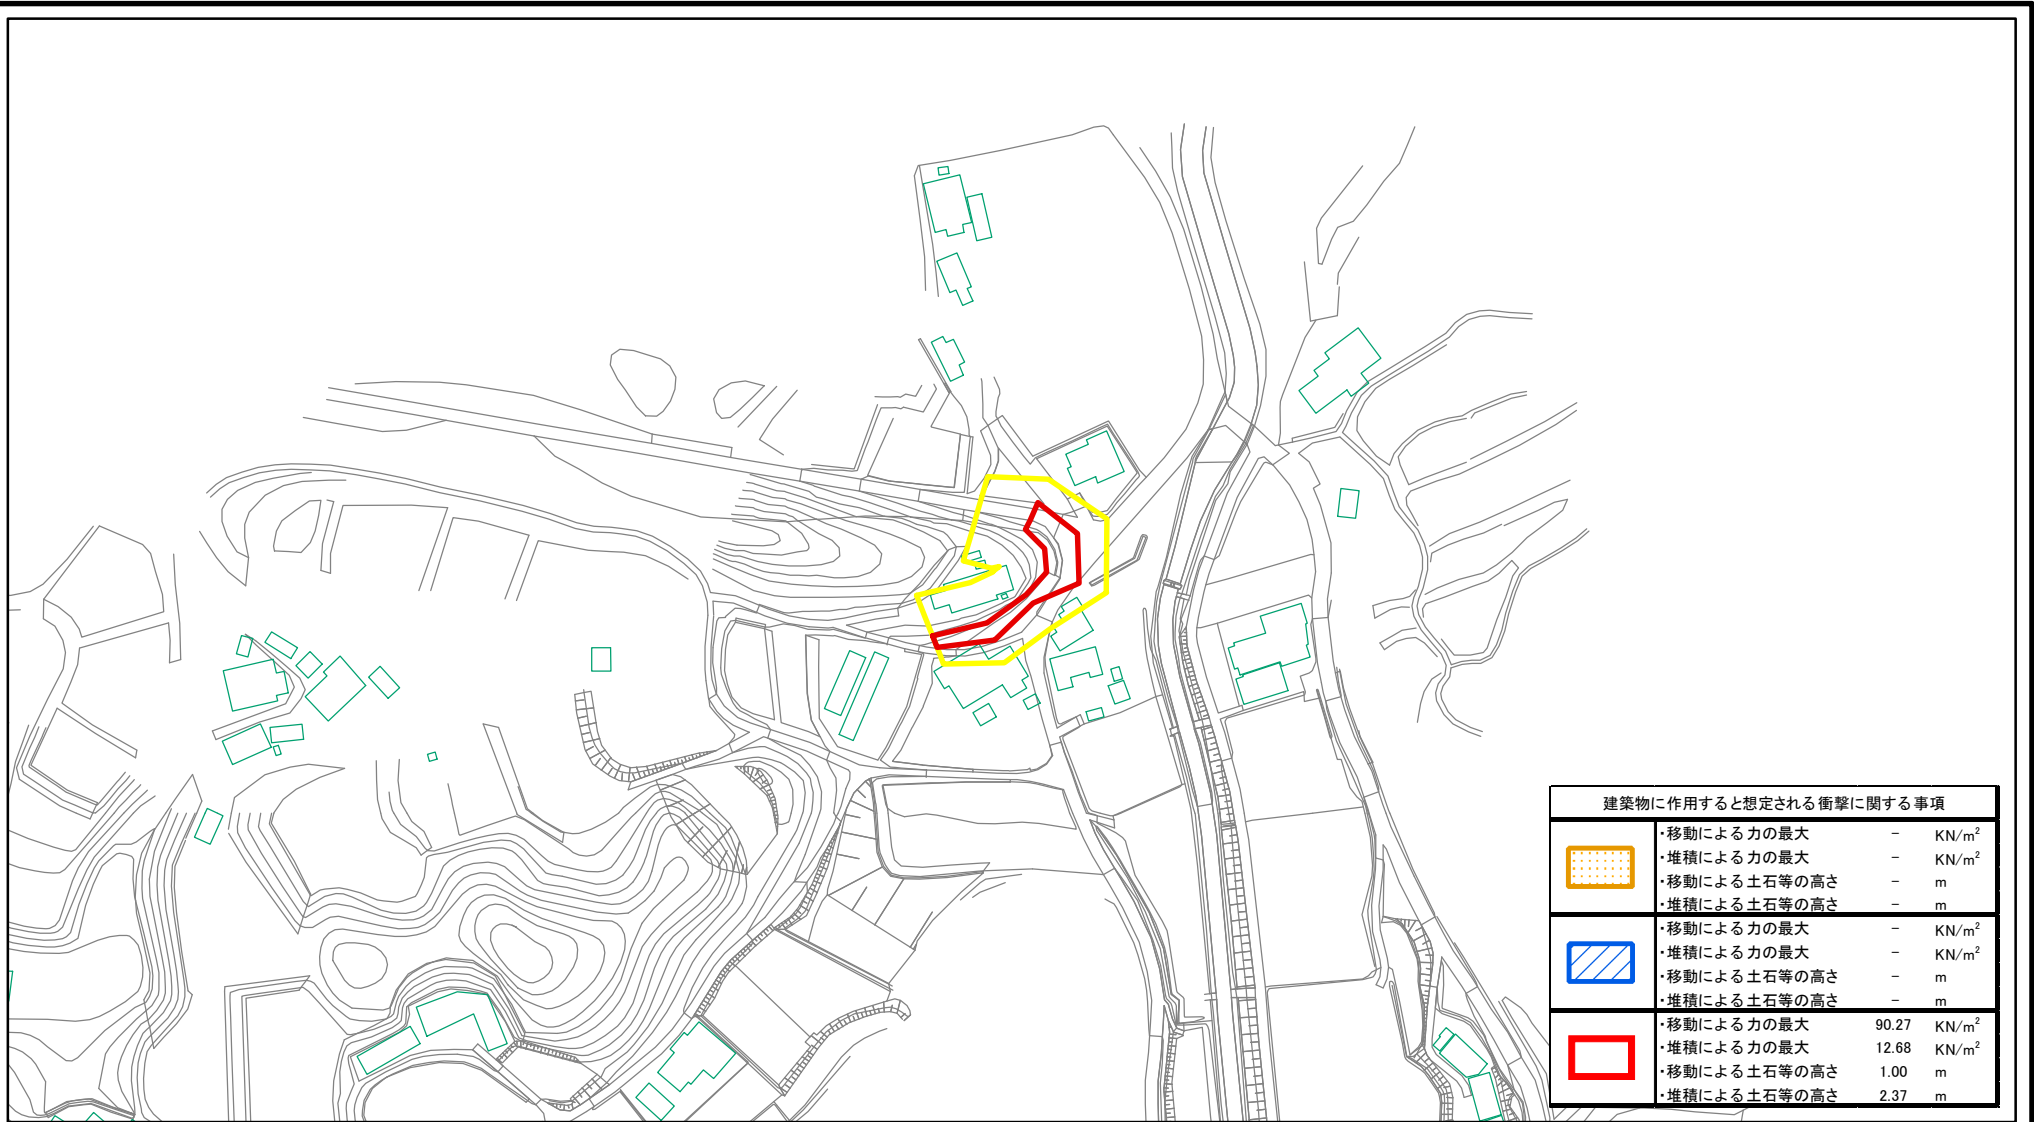 建築物に作用すると想定される衝撃に関する事項
・移動による力の最大 - KN/m²
・堆積による力の最大 - KN/m²
・移動による土石等の高さ - m
・堆積による土石等の高さ - m
・移動による力の最大 - KN/m²
・堆積による力の最大 - KN/m²
・移動による土石等の高さ - m
・堆積による土石等の高さ - m
・移動による力の最大 90.27 KN/m²
・堆積による力の最大 12.68 KN/m²
・移動による土石等の高さ 1.00 m
・堆積による土石等の高さ 2.37 m